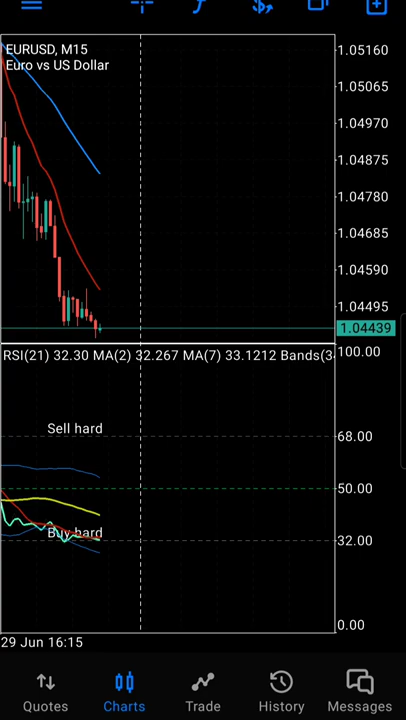 EURUSD, M15
Euro vs US Dollar
1.05160
1.05065
1.04970
1.04875
1.04780
1.04685
1.04590
1.04495
1.04439
RSI(21) 32.30 MA(2) 32.267 MA(7) 33.1212 Bands(3
100.00
Sell hard
68.00
50.00
Buy hard
32.00
0.00
29 Jun 16:15
Quotes Charts Trade History Messages